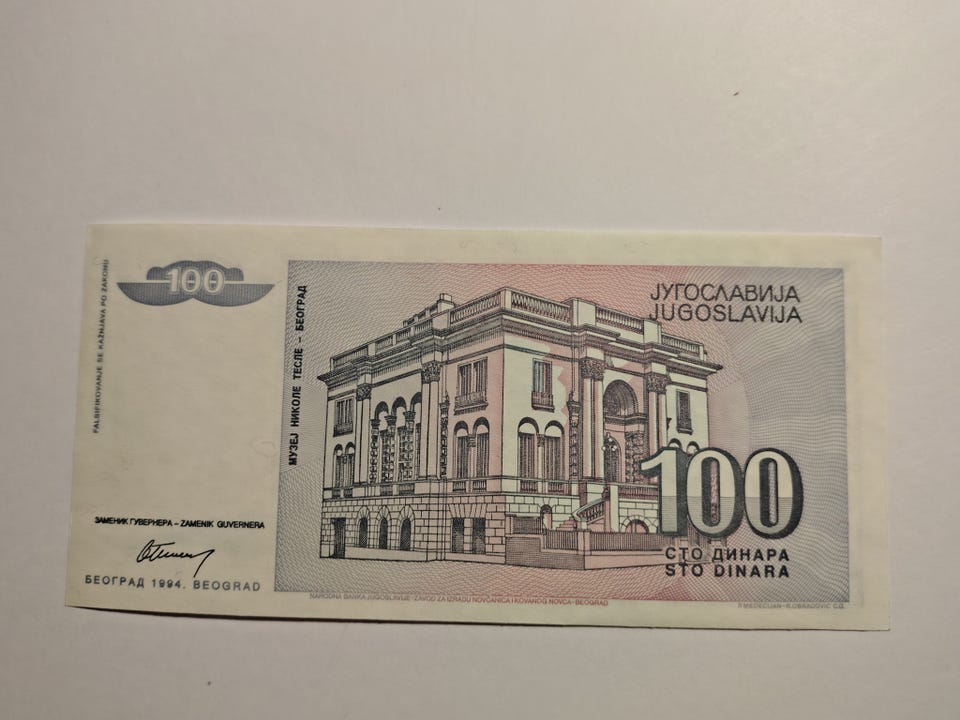 FALSIFIKOVANJE SE KAŽNJAVA PO ZAKONU
100
МУЗЕЈ НИКОЛЕ ТЕСЛЕ - БЕОГРАД
ЈУГОСЛАВИЈА
JUGOSLAVIJA
100
СТО ДИНАРА
STO DINARA
ЗАМЕНИК ГУВЕРНЕРА - ZAMENIK GUVERNERA
БЕОГРАД 1994. BEOGRAD
NARODNA BANKA JUGOSLAVIJE-ZAVOD ZA IZRADU NOVČANICA I KOVANOG NOVCA-BEOGRAD